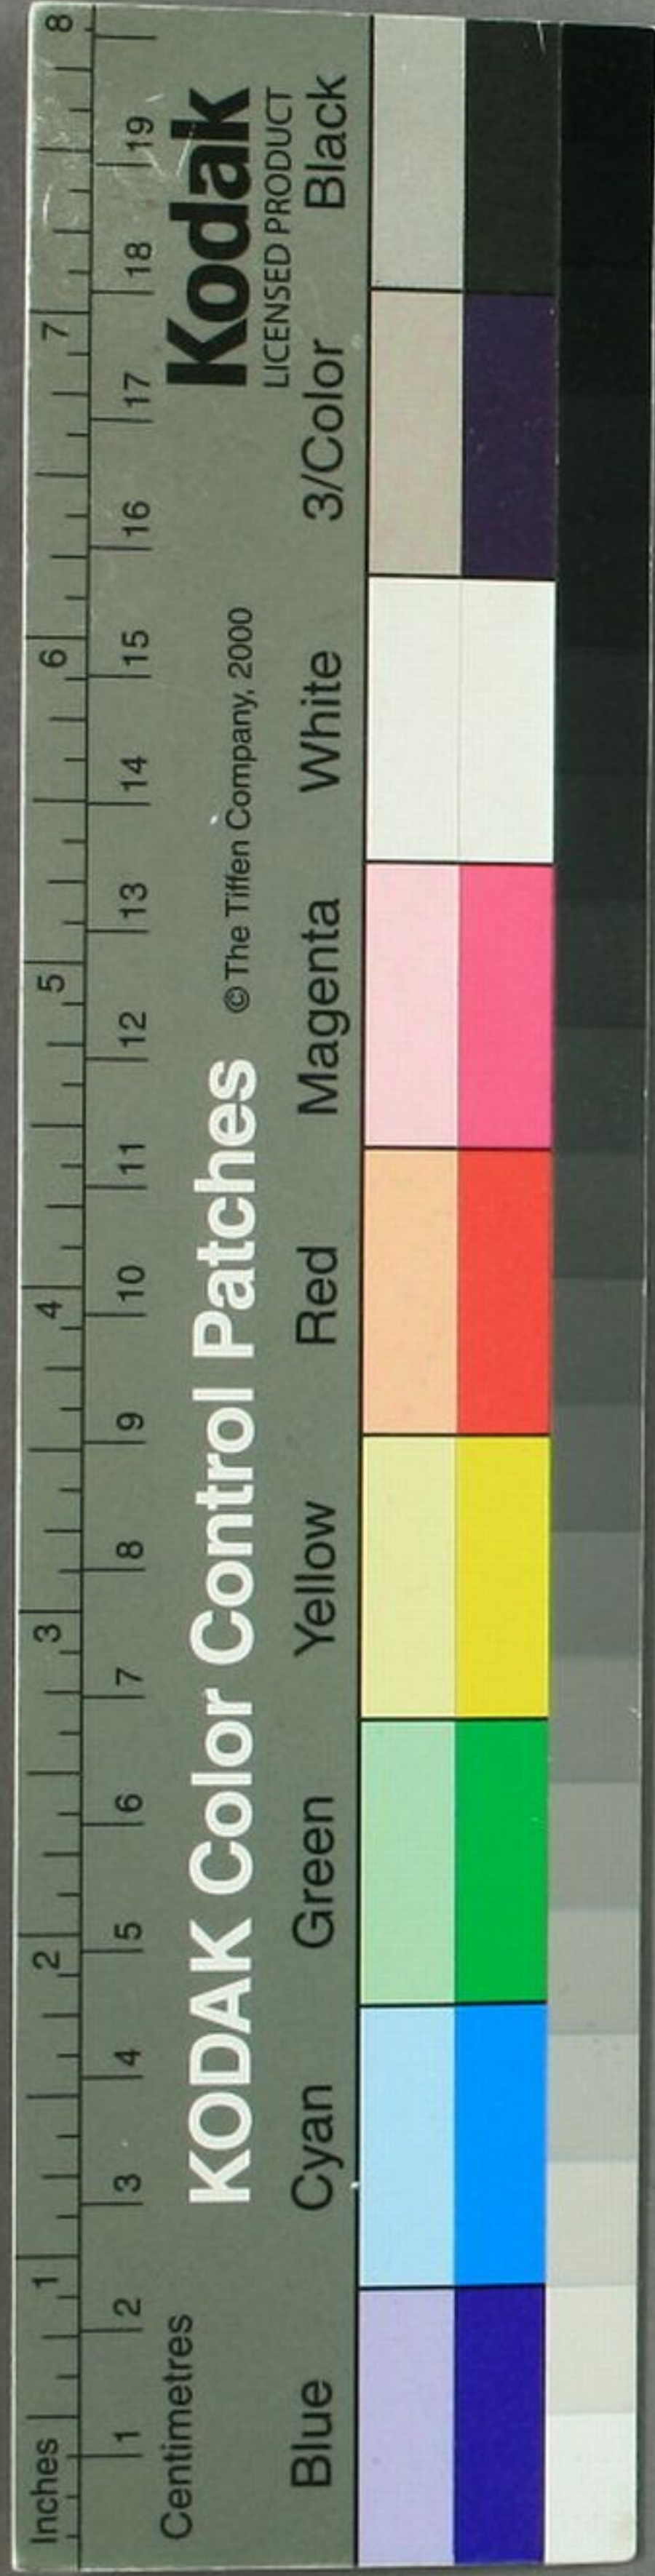 Inches 1 2 3 4 5 6 7 8
Centimetres 1 2 3 4 5 6 7 8 9 10 11 12 13 14 15 16 17 18 19
KODAK Color Control Patches © The Tiffen Company, 2000 Kodak
LICENSED PRODUCT
Blue Cyan Green Yellow Red Magenta White 3/Color Black